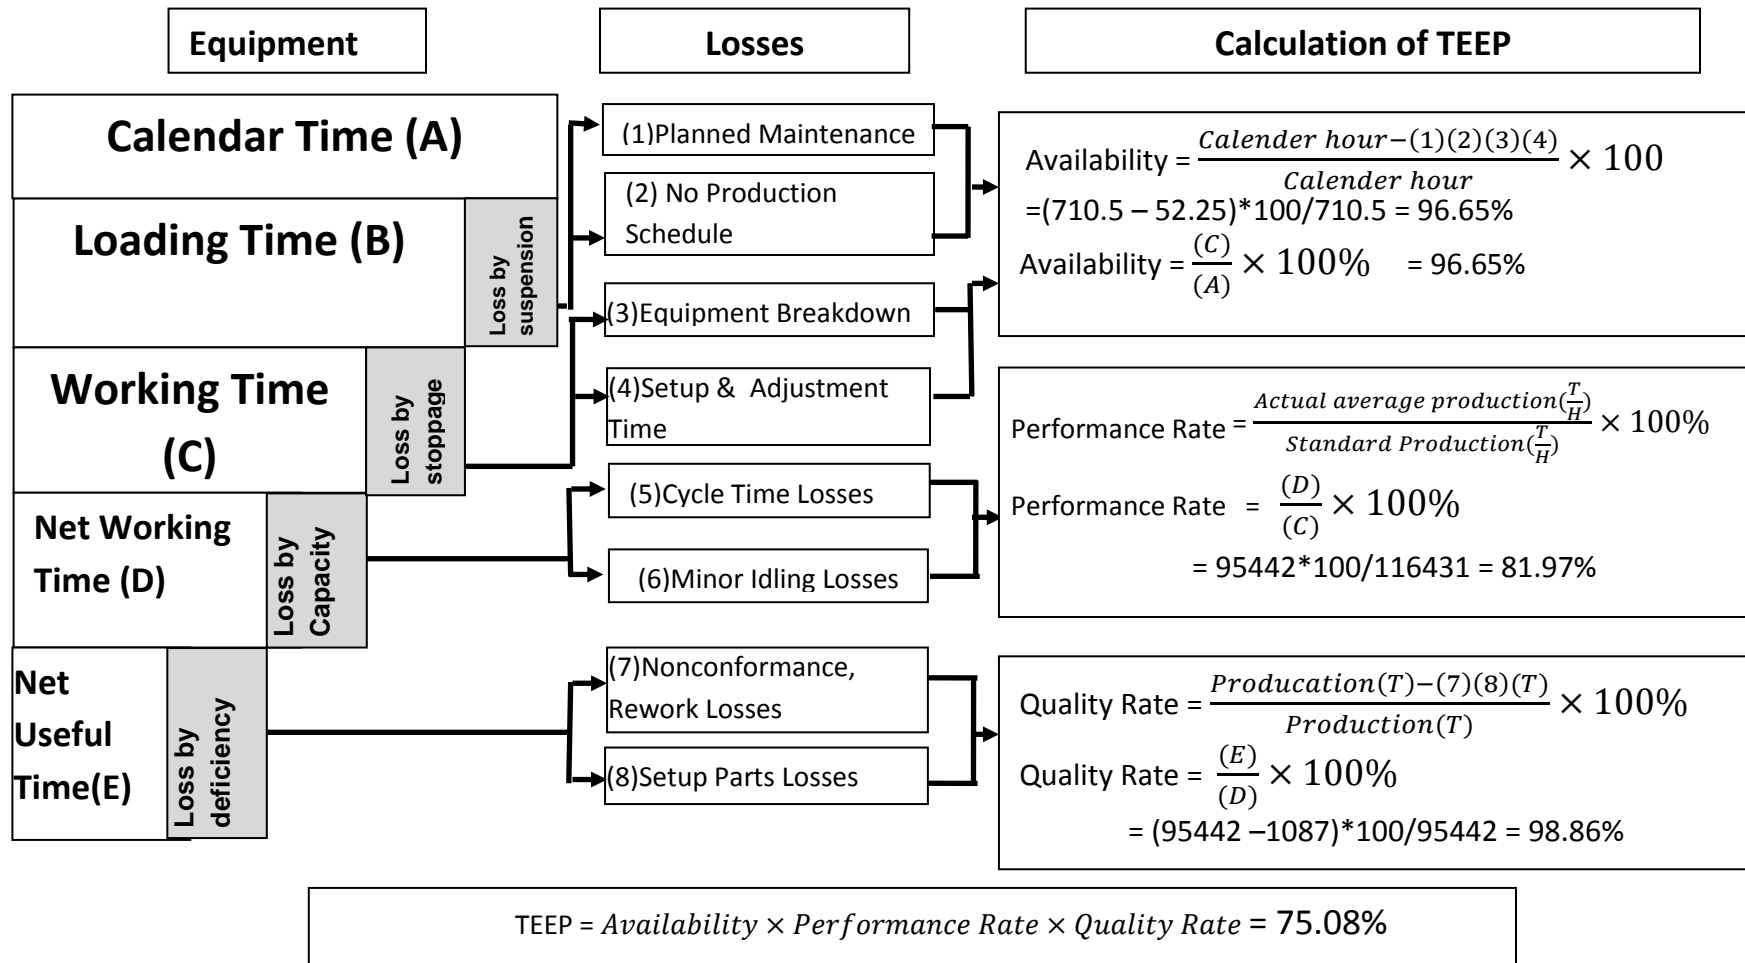 Equipment
Losses
Calculation of TEEP
Calendar Time (A)
Loading Time (B)
Loss by
suspension
Working Time
(C)
Loss by
stoppage
Net Working
Time (D)
Loss by
Capacity
Net
Useful
Time(E)
Loss by
deficiency
(1)Planned Maintenance
(2) No Production
Schedule
(3)Equipment Breakdown
(4)Setup & Adjustment
Time
(5)Cycle Time Losses
(6)Minor Idling Losses
(7)Nonconformance,
Rework Losses
(8)Setup Parts Losses
Availability = Calender hour−(1)(2)(3)(4) / Calender hour × 100
=(710.5 – 52.25)*100/710.5 = 96.65%
Availability = (C)/(A) × 100% = 96.65%
Performance Rate = Actual average production(T/H) / Standard Production(T/H) × 100%
Performance Rate = (D)/(C) × 100%
= 95442*100/116431 = 81.97%
Quality Rate = Producation(T)−(7)(8)(T) / Production(T) × 100%
Quality Rate = (E)/(D) × 100%
= (95442 –1087)*100/95442 = 98.86%
TEEP = Availability × Performance Rate × Quality Rate = 75.08%